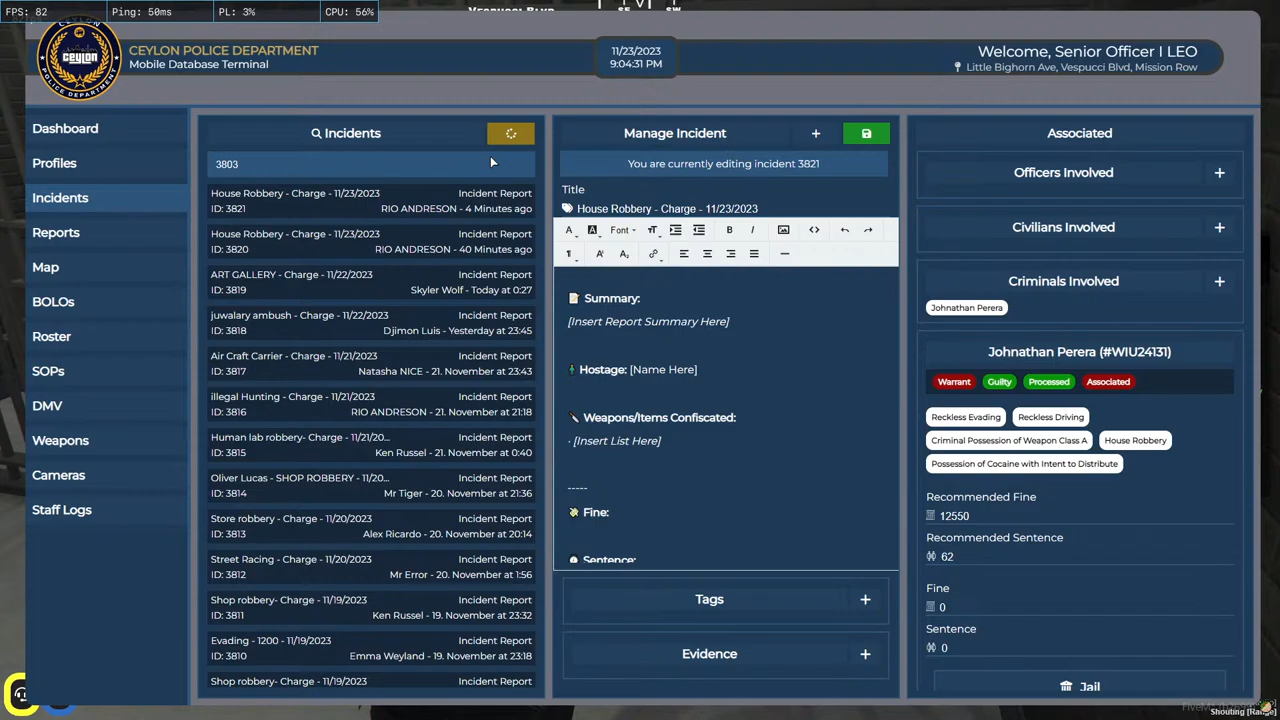 FPS: 82
Ping: 50ms
PL: 3%
CPU: 56%
Vespucci Blvd
SE
SW
CEYLON
POLICE DEPARTMENT
CEYLON POLICE DEPARTMENT
Mobile Database Terminal
11/23/2023
9:04:31 PM
Welcome, Senior Officer I LEO
Little Bighorn Ave, Vespucci Blvd, Mission Row
Dashboard
Profiles
Incidents
Reports
Map
BOLOs
Roster
SOPs
DMV
Weapons
Cameras
Staff Logs
Incidents
3803
House Robbery - Charge - 11/23/2023 Incident Report
ID: 3821 RIO ANDRESON - 4 Minutes ago
House Robbery - Charge - 11/23/2023 Incident Report
ID: 3820 RIO ANDRESON - 40 Minutes ago
ART GALLERY - Charge - 11/22/2023 Incident Report
ID: 3819 Skyler Wolf - Today at 0:27
juwalary ambush - Charge - 11/22/2023 Incident Report
ID: 3818 Djimon Luis - Yesterday at 23:45
Air Craft Carrier - Charge - 11/21/2023 Incident Report
ID: 3817 Natasha NICE - 21. November at 23:43
illegal Hunting - Charge - 11/21/2023 Incident Report
ID: 3816 RIO ANDRESON - 21. November at 21:18
Human lab robbery- Charge - 11/21/20... Incident Report
ID: 3815 Ken Russel - 21. November at 0:40
Oliver Lucas - SHOP ROBBERY - 11/20... Incident Report
ID: 3814 Mr Tiger - 20. November at 21:36
Store robbery- Charge - 11/20/2023 Incident Report
ID: 3813 Alex Ricardo - 20. November at 20:14
Street Racing - Charge - 11/20/2023 Incident Report
ID: 3812 Mr Error - 20. November at 1:56
Shop robbery- Charge - 11/19/2023 Incident Report
ID: 3811 Ken Russel - 19. November at 23:32
Evading - 1200 - 11/19/2023 Incident Report
ID: 3810 Emma Weyland - 19. November at 23:18
Shop robbery- Charge - 11/19/2023 Incident Report
Manage Incident
You are currently editing incident 3821
Title
House Robbery - Charge - 11/23/2023
Font
Summary:
[Insert Report Summary Here]
Hostage: [Name Here]
Weapons/Items Confiscated:
· [Insert List Here]
-----
Fine:
Sentence:
Tags
Evidence
Associated
Officers Involved
Civilians Involved
Criminals Involved
Johnathan Perera
Johnathan Perera (#WIU24131)
Warrant Guilty Processed Associated
Reckless Evading Reckless Driving
Criminal Possession of Weapon Class A House Robbery
Possession of Cocaine with Intent to Distribute
Recommended Fine
12550
Recommended Sentence
62
Fine
0
Sentence
0
Jail
Shouting [Range]